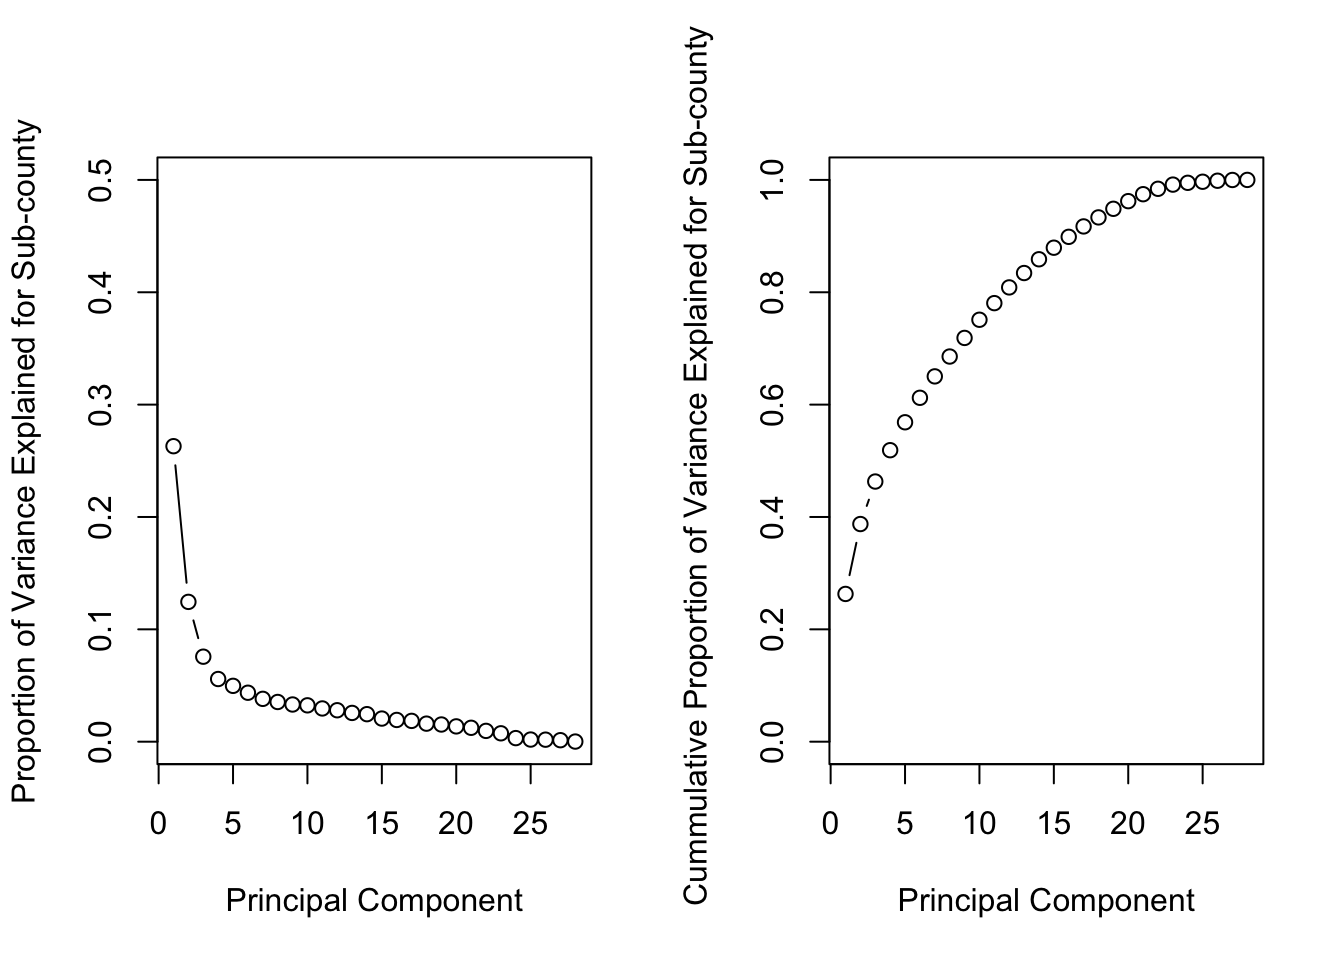 Proportion of Variance Explained for Sub-county
0.5
0.4
0.3
0.2
0.1
0.0
0 5 10 15 20 25
Principal Component
Cummulative Proportion of Variance Explained for Sub-county
1.0
0.8
0.6
0.4
0.2
0.0
0 5 10 15 20 25
Principal Component